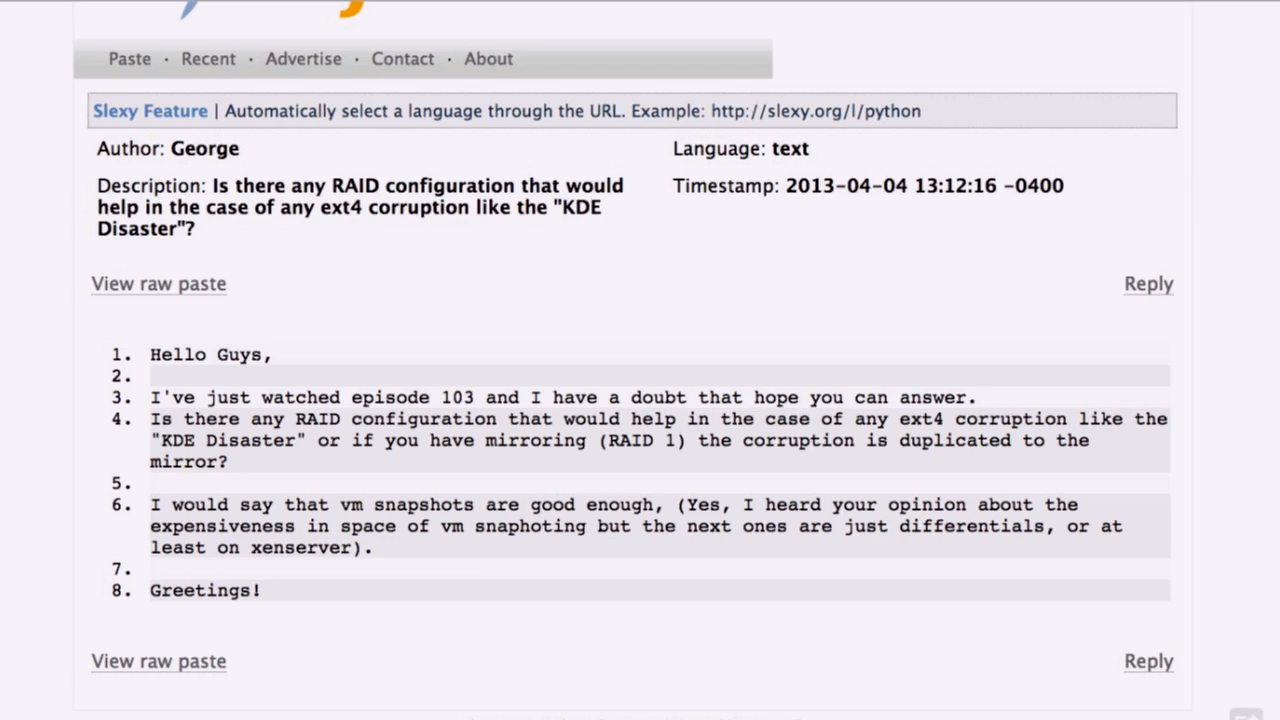 Paste · Recent · Advertise · Contact · About
Slexy Feature | Automatically select a language through the URL. Example: http://slexy.org/l/python
Author: George
Language: text
Description: Is there any RAID configuration that would
help in the case of any ext4 corruption like the "KDE
Disaster"?
Timestamp: 2013-04-04 13:12:16 -0400
View raw paste
Reply
1. Hello Guys,
2.
3. I've just watched episode 103 and I have a doubt that hope you can answer.
4. Is there any RAID configuration that would help in the case of any ext4 corruption like the
"KDE Disaster" or if you have mirroring (RAID 1) the corruption is duplicated to the
mirror?
5.
6. I would say that vm snapshots are good enough, (Yes, I heard your opinion about the
expensiveness in space of vm snaphoting but the next ones are just differentials, or at
least on xenserver).
7.
8. Greetings!
View raw paste
Reply